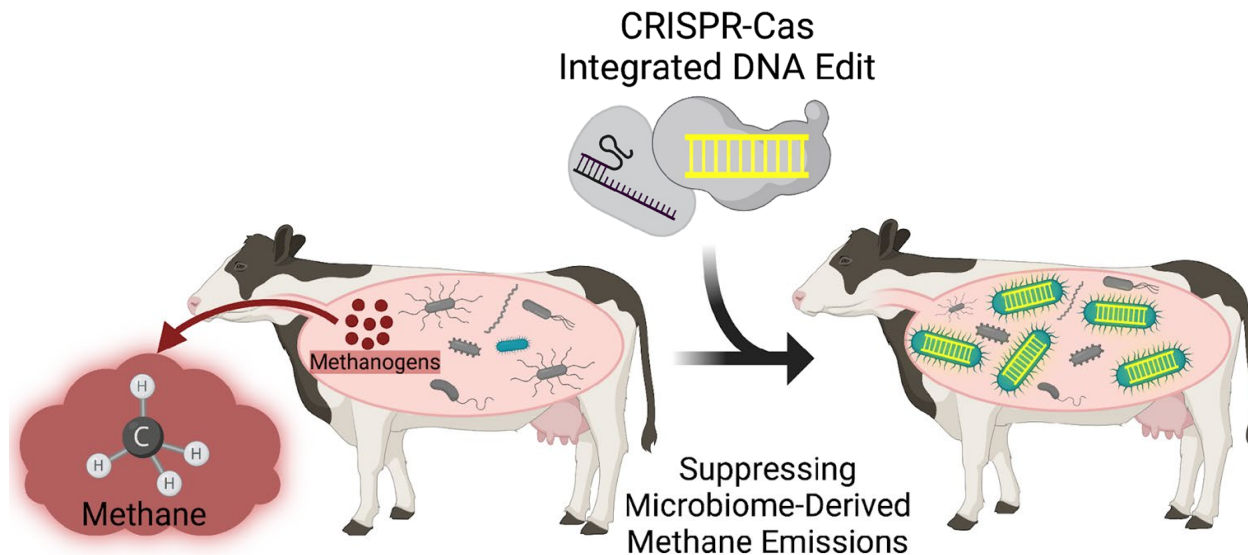 CRISPR-Cas
Integrated DNA Edit
Methanogens
H
C
H
H
H
Methane
Suppressing
Microbiome-Derived
Methane Emissions